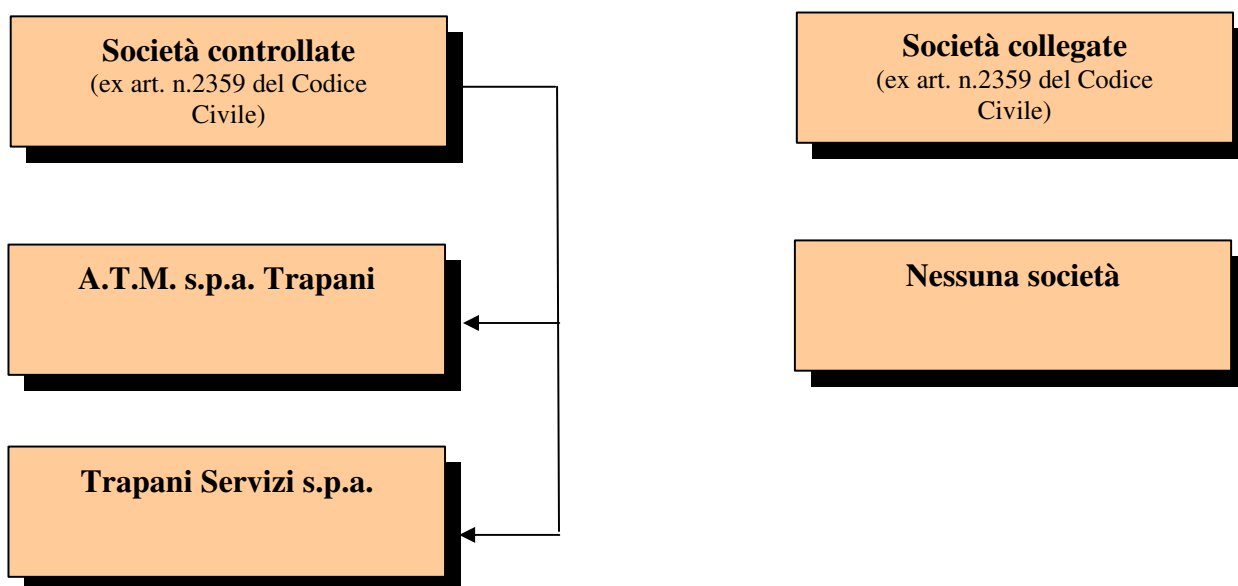 Società controllate
(ex art. n.2359 del Codice
Civile)
A.T.M. s.p.a. Trapani
Trapani Servizi s.p.a.
Società collegate
(ex art. n.2359 del Codice
Civile)
Nessuna società